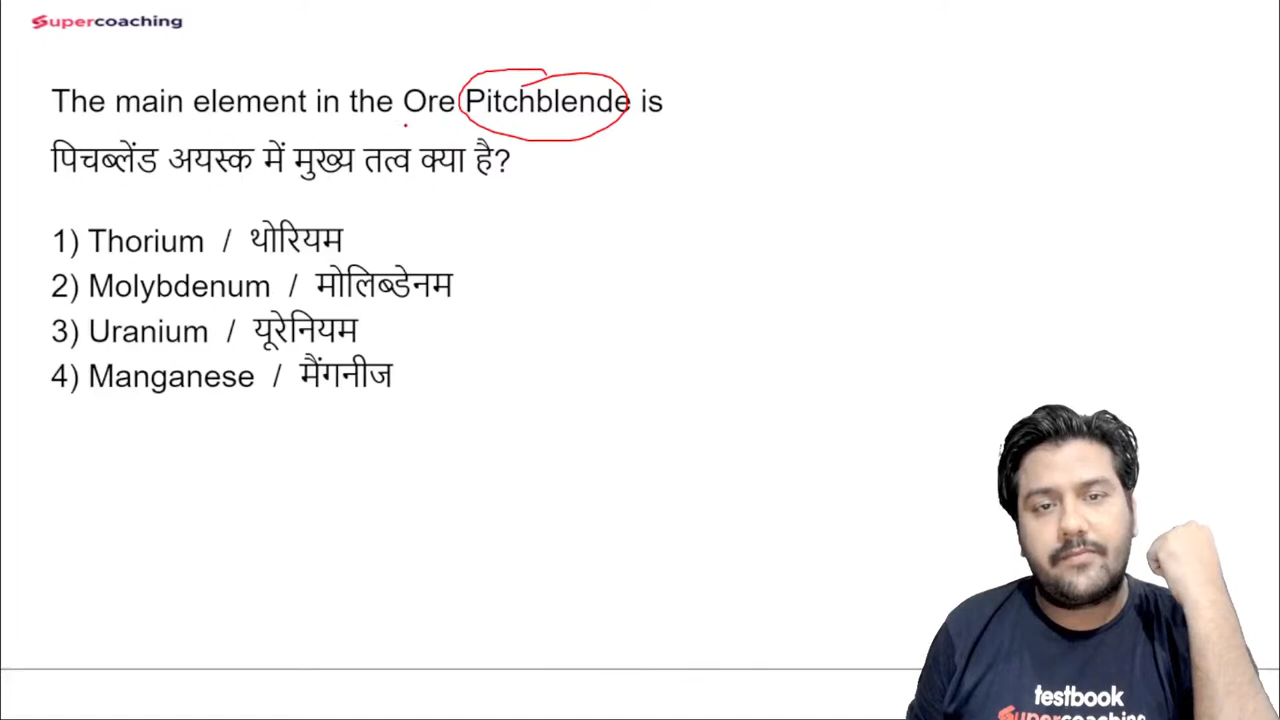 Supercoaching
The main element in the Ore Pitchblende is
पिचब्लेंड अयस्क में मुख्य तत्व क्या है?
1) Thorium / थोरियम
2) Molybdenum / मोलिब्डेनम
3) Uranium / यूरेनियम
4) Manganese / मैंगनीज
testbook
Supercoaching